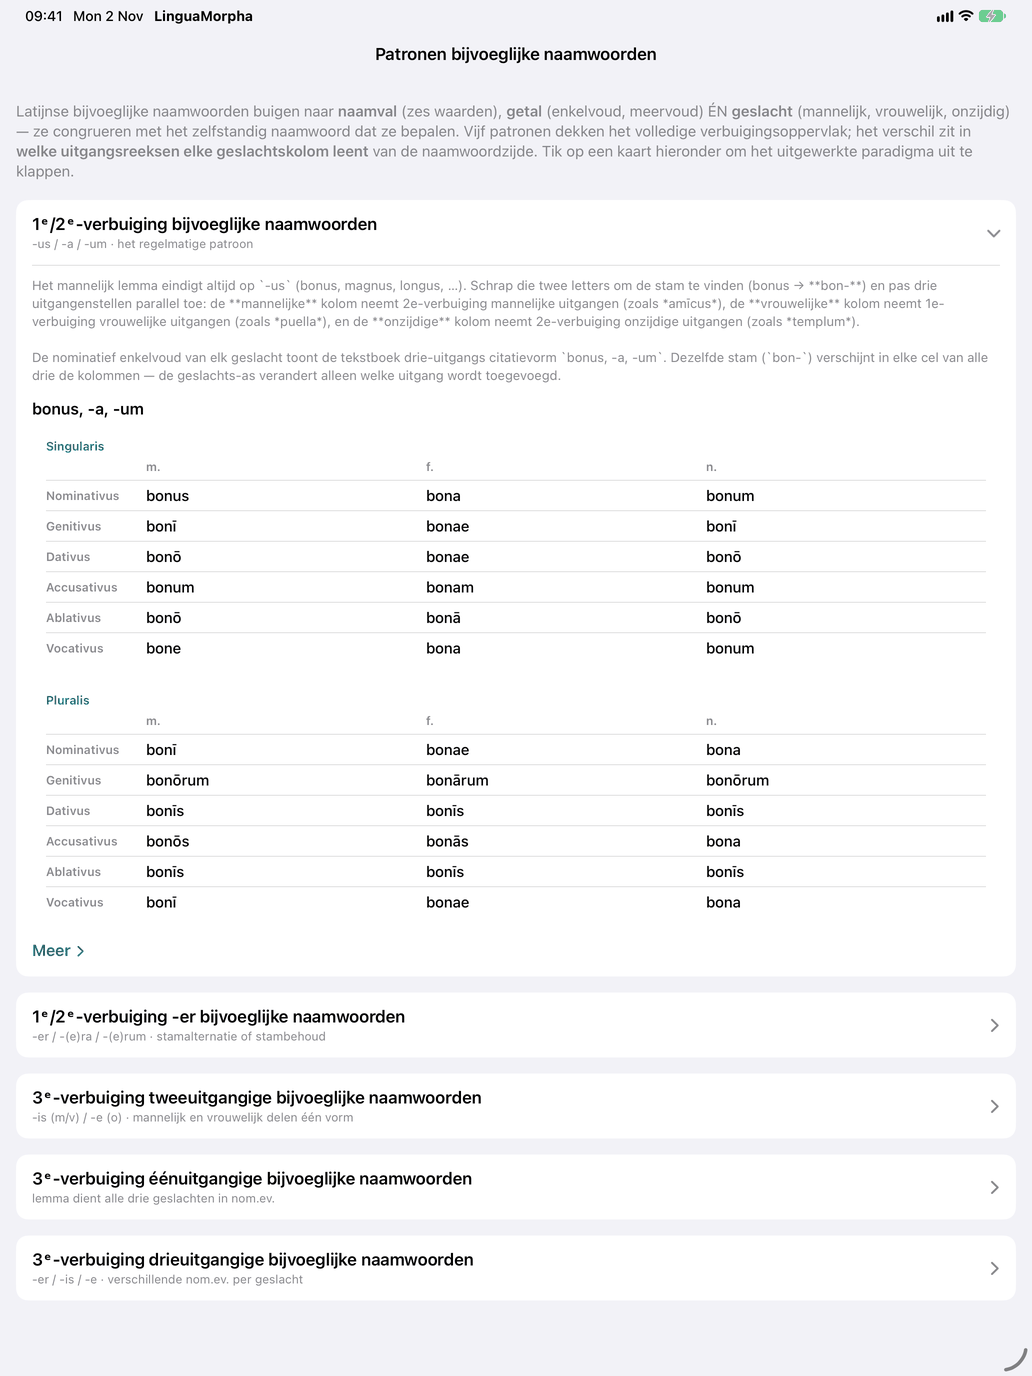 09:41 Mon 2 Nov LinguaMorpha
Patronen bijvoeglijke naamwoorden
Latijnse bijvoeglijke naamwoorden buigen naar naamval (zes waarden), getal (enkelvoud, meervoud) ÉN geslacht (mannelijk, vrouwelijk, onzijdig)
— ze congrueren met het zelfstandig naamwoord dat ze bepalen. Vijf patronen dekken het volledige verbuigingsoppervlak; het verschil zit in
welke uitgangsreeksen elke geslachtskolom leent van de naamwoordzijde. Tik op een kaart hieronder om het uitgewerkte paradigma uit te
klappen.
1ᵉ/2ᵉ-verbuiging bijvoeglijke naamwoorden
-us / -a / -um · het regelmatige patroon
Het mannelijk lemma eindigt altijd op `-us` (bonus, magnus, longus, …). Schrap die twee letters om de stam te vinden (bonus → **bon-**) en pas drie
uitgangenstellen parallel toe: de **mannelijke** kolom neemt 2e-verbuiging mannelijke uitgangen (zoals *amīcus*), de **vrouwelijke** kolom neemt 1e-
verbuiging vrouwelijke uitgangen (zoals *puella*), en de **onzijdige** kolom neemt 2e-verbuiging onzijdige uitgangen (zoals *templum*).
De nominatief enkelvoud van elk geslacht toont de tekstboek drie-uitgangs citatievorm `bonus, -a, -um`. Dezelfde stam (`bon-`) verschijnt in elke cel van alle
drie de kolommen — de geslachts-as verandert alleen welke uitgang wordt toegevoegd.
bonus, -a, -um
Singularis
m. f. n.
Nominativus bonus bona bonum
Genitivus bonī bonae bonī
Dativus bonō bonae bonō
Accusativus bonum bonam bonum
Ablativus bonō bonā bonō
Vocativus bone bona bonum
Pluralis
m. f. n.
Nominativus bonī bonae bona
Genitivus bonōrum bonārum bonōrum
Dativus bonīs bonīs bonīs
Accusativus bonōs bonās bona
Ablativus bonīs bonīs bonīs
Vocativus bonī bonae bona
Meer
1ᵉ/2ᵉ-verbuiging -er bijvoeglijke naamwoorden
-er / -(e)ra / -(e)rum · stamalternatie of stambehoud
3ᵉ-verbuiging tweeuitgangige bijvoeglijke naamwoorden
-is (m/v) / -e (o) · mannelijk en vrouwelijk delen één vorm
3ᵉ-verbuiging éénuitgangige bijvoeglijke naamwoorden
lemma dient alle drie geslachten in nom.ev.
3ᵉ-verbuiging drieuitgangige bijvoeglijke naamwoorden
-er / -is / -e · verschillende nom.ev. per geslacht